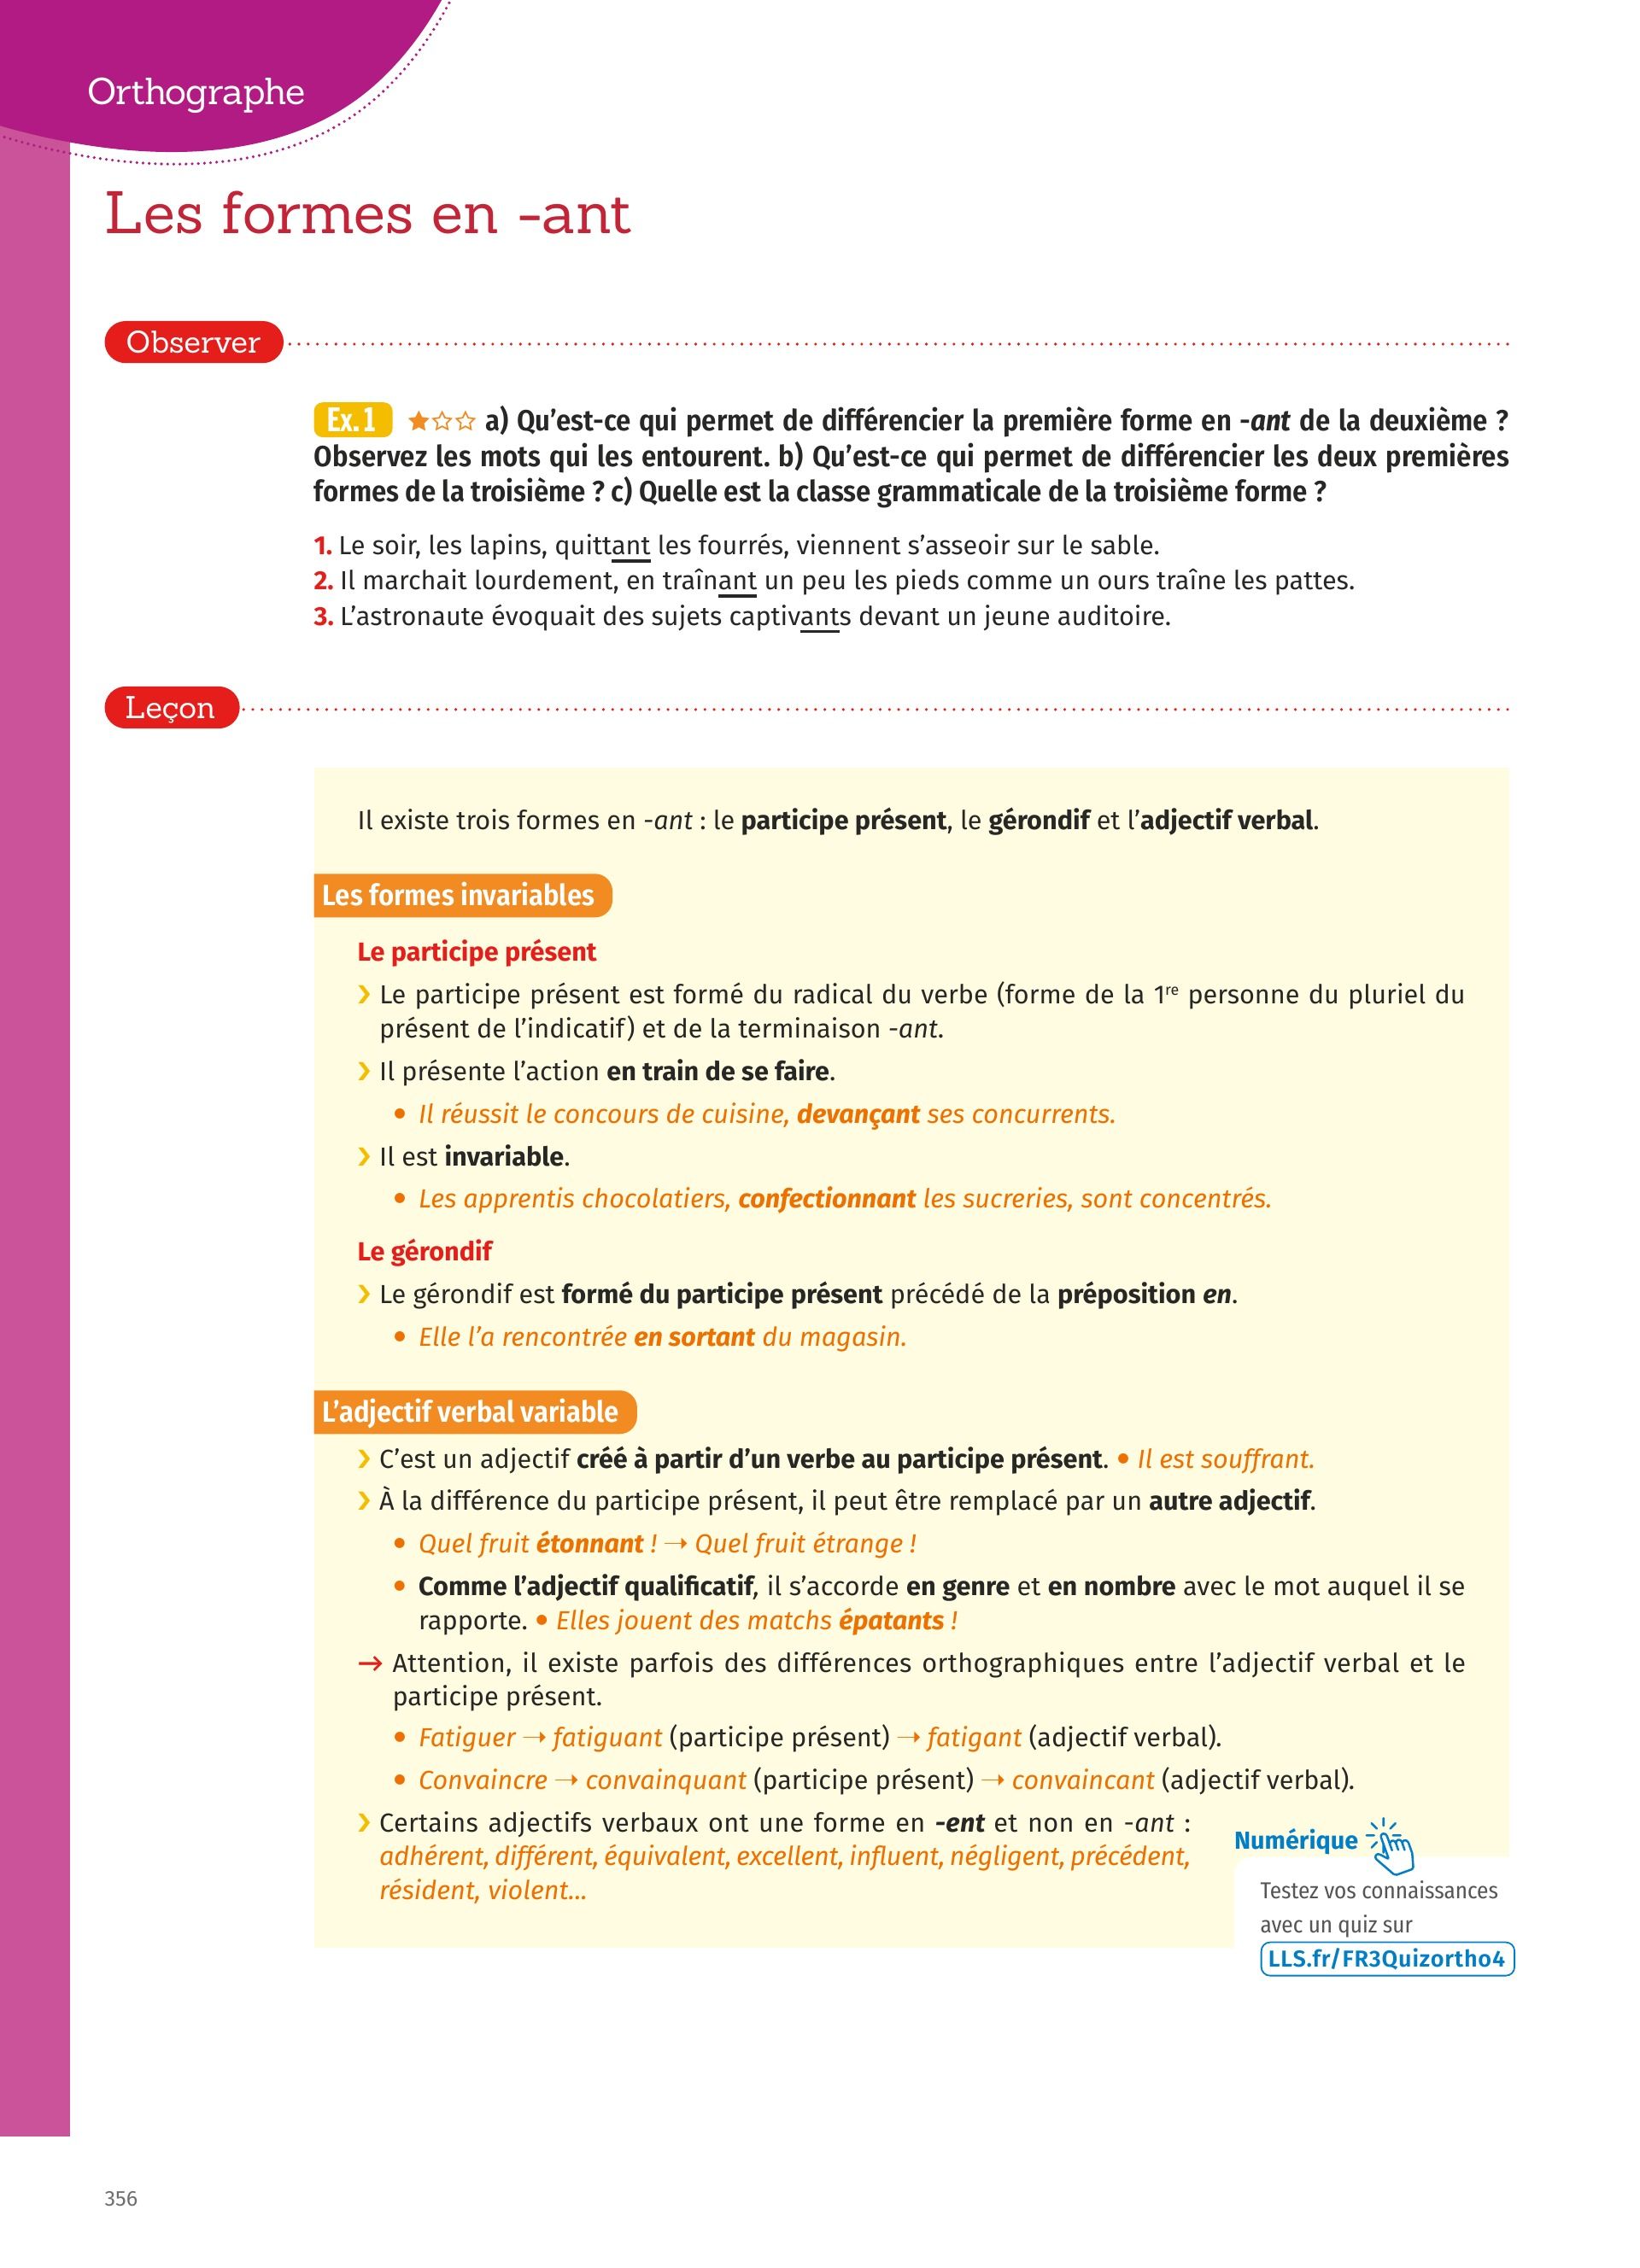 Orthographe
Les formes en -ant
Observer
Ex. 1 ★☆☆ a) Qu’est-ce qui permet de différencier la première forme en -ant de la deuxième ?
Observez les mots qui les entourent. b) Qu’est-ce qui permet de différencier les deux premières
formes de la troisième ? c) Quelle est la classe grammaticale de la troisième forme ?
1. Le soir, les lapins, quittant les fourrés, viennent s’asseoir sur le sable.
2. Il marchait lourdement, en traînant un peu les pieds comme un ours traîne les pattes.
3. L’astronaute évoquait des sujets captivants devant un jeune auditoire.
Leçon
Il existe trois formes en -ant : le participe présent, le gérondif et l’adjectif verbal.
Les formes invariables
Le participe présent
› Le participe présent est formé du radical du verbe (forme de la 1re personne du pluriel du
présent de l’indicatif) et de la terminaison -ant.
› Il présente l’action en train de se faire.
• Il réussit le concours de cuisine, devançant ses concurrents.
› Il est invariable.
• Les apprentis chocolatiers, confectionnant les sucreries, sont concentrés.
Le gérondif
› Le gérondif est formé du participe présent précédé de la préposition en.
• Elle l’a rencontrée en sortant du magasin.
L’adjectif verbal variable
› C’est un adjectif créé à partir d’un verbe au participe présent. • Il est souffrant.
› À la différence du participe présent, il peut être remplacé par un autre adjectif.
• Quel fruit étonnant ! → Quel fruit étrange !
• Comme l’adjectif qualificatif, il s’accorde en genre et en nombre avec le mot auquel il se
rapporte. • Elles jouent des matchs épatants !
→ Attention, il existe parfois des différences orthographiques entre l’adjectif verbal et le
participe présent.
• Fatiguer → fatiguant (participe présent) → fatigant (adjectif verbal).
• Convaincre → convainquant (participe présent) → convaincant (adjectif verbal).
› Certains adjectifs verbaux ont une forme en -ent et non en -ant :
adhérent, différent, équivalent, excellent, influent, négligent, précédent,
résident, violent...
Numérique
Testez vos connaissances
avec un quiz sur
LLS.fr/FR3Quizortho4
356